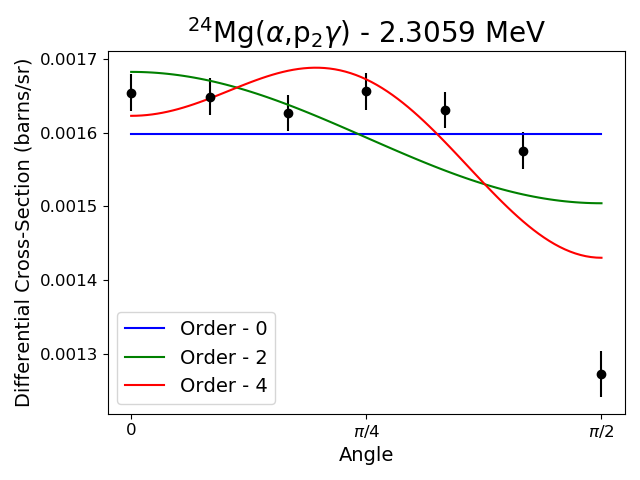 ²⁴Mg(α,p₂γ) - 2.3059 MeV
Differential Cross-Section (barns/sr)
0.0017
0.0016
0.0015
0.0014
0.0013
Order - 0
Order - 2
Order - 4
0
π/4
π/2
Angle